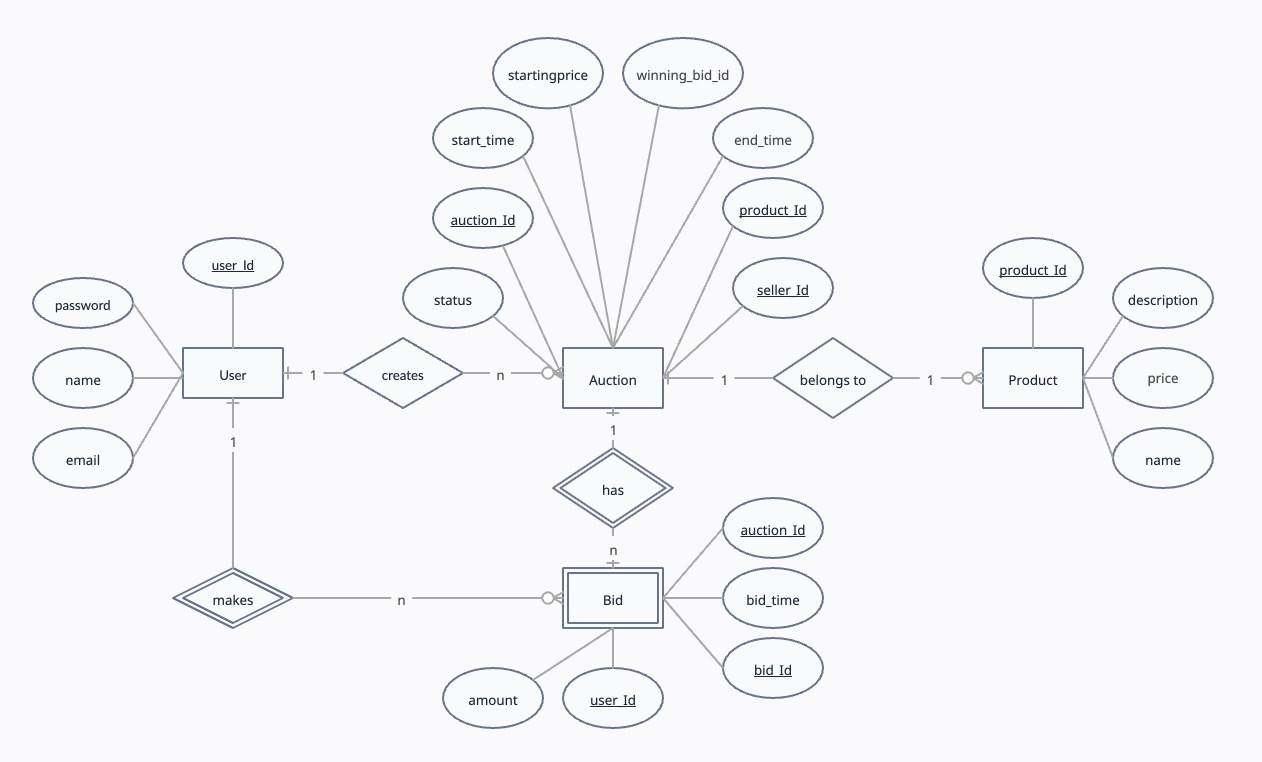 startingprice
winning_bid_id
start_time
end_time
auction_Id
product_Id
user_Id
status
seller_Id
product_Id
password
description
User
1
creates
n
Auction
1
belongs to
1
Product
name
price
email
1
1
name
has
n
auction_Id
makes
n
Bid
bid_time
bid_Id
amount
user_Id